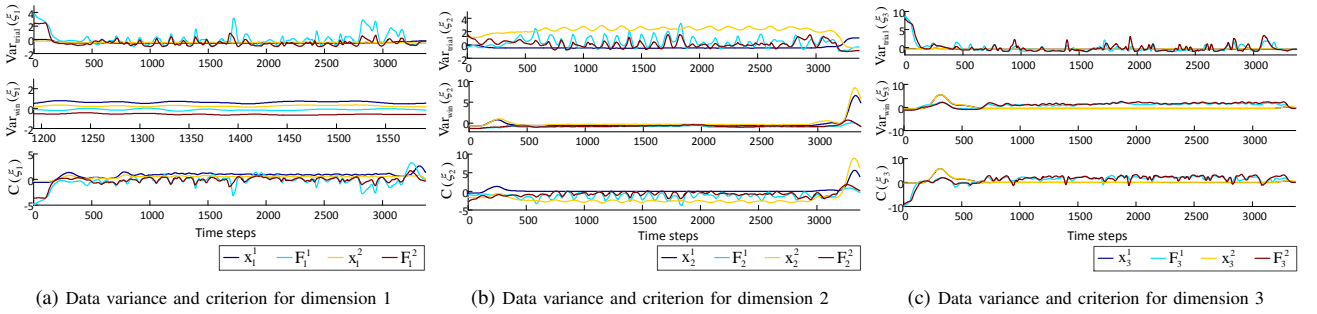 Var_trial(ξ_1)
4
2
0
-2
0 500 1000 1500 2000 2500 3000
Var_win(ξ_1)
2
0
-2
1200 1250 1300 1350 1400 1450 1500 1550
C(ξ_1)
5
0
-5
0 500 1000 1500 2000 2500 3000
Time steps
x_1^1 F_1^1 x_1^2 F_1^2
(a) Data variance and criterion for dimension 1
Var_trial(ξ_2)
4
2
0
-2
0 500 1000 1500 2000 2500 3000
Var_win(ξ_2)
10
5
0
0 500 1000 1500 2000 2500 3000
C(ξ_2)
10
5
0
-5
0 500 1000 1500 2000 2500 3000
Time steps
x_2^1 F_2^1 x_2^2 F_2^2
(b) Data variance and criterion for dimension 2
Var_trial(ξ_3)
10
5
0
0 500 1000 1500 2000 2500 3000
Var_win(ξ_3)
10
0
-10
0 500 1000 1500 2000 2500 3000
C(ξ_3)
10
0
-10
0 500 1000 1500 2000 2500 3000
Time steps
x_3^1 F_3^1 x_3^2 F_3^2
(c) Data variance and criterion for dimension 3